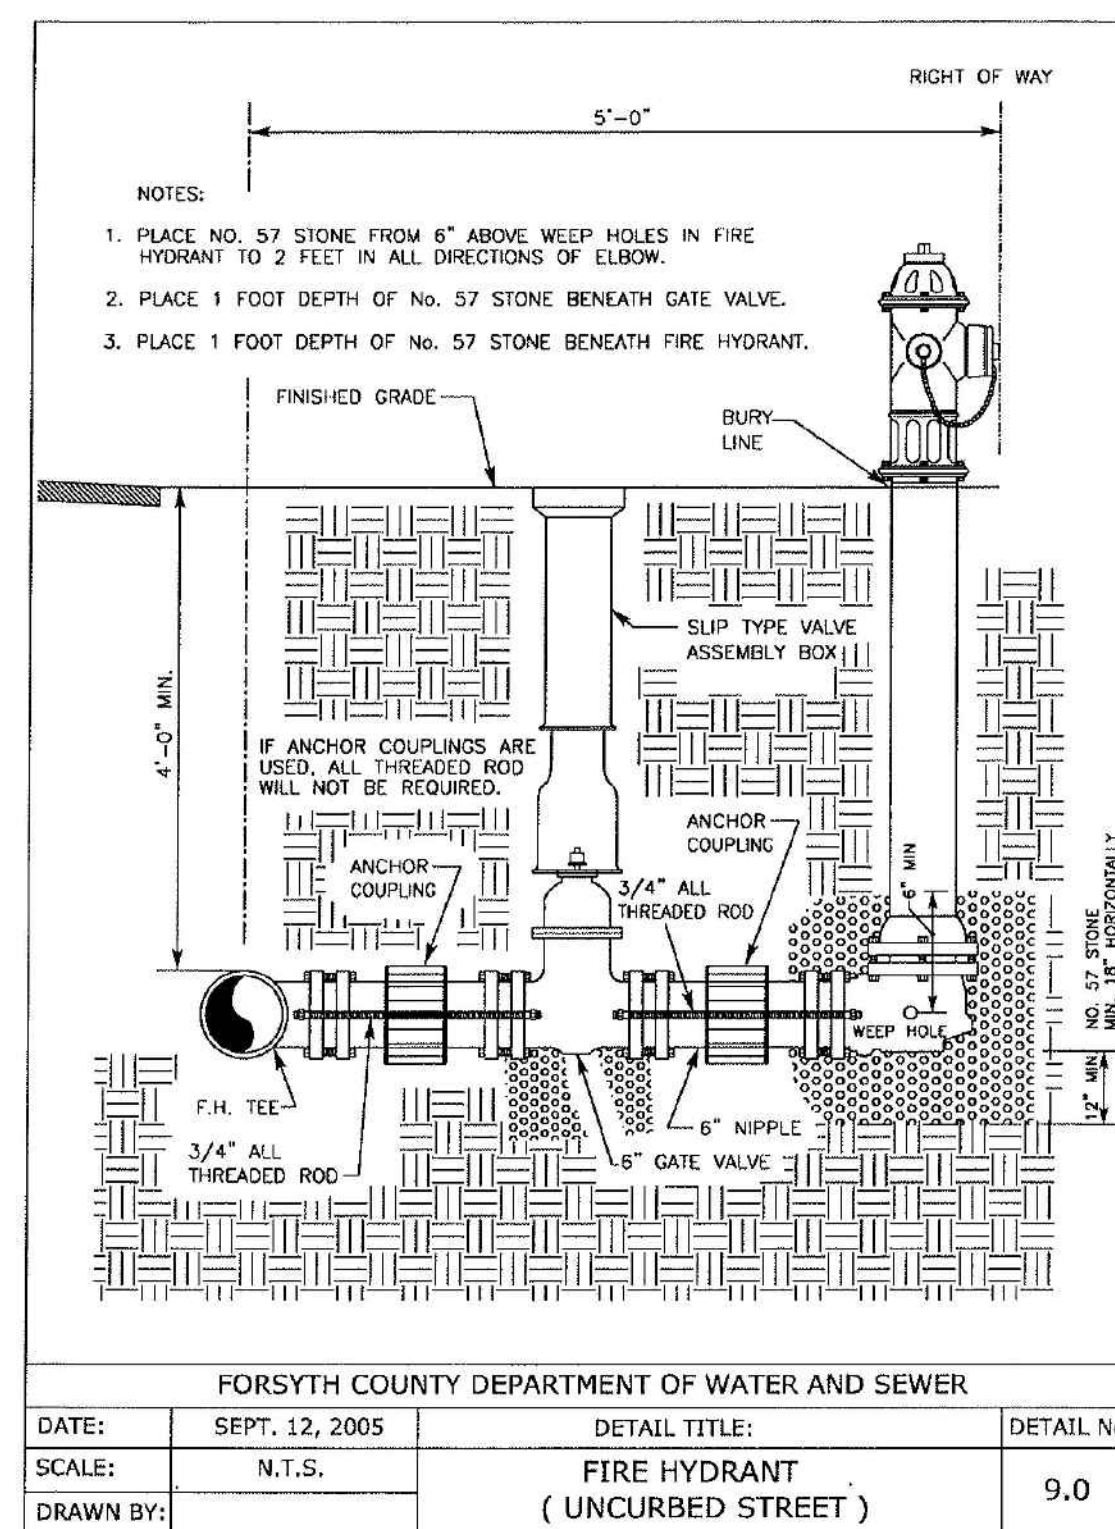 RIGHT OF WAY
5'-0"
NOTES:
1. PLACE NO. 57 STONE FROM 6" ABOVE WEEP HOLES IN FIRE
HYDRANT TO 2 FEET IN ALL DIRECTIONS OF ELBOW.
2. PLACE 1 FOOT DEPTH OF No. 57 STONE BENEATH GATE VALVE.
3. PLACE 1 FOOT DEPTH OF No. 57 STONE BENEATH FIRE HYDRANT.
FINISHED GRADE
BURY
LINE
SLIP TYPE VALVE
ASSEMBLY BOX
4'-0" MIN.
IF ANCHOR COUPLINGS ARE
USED, ALL THREADED ROD
WILL NOT BE REQUIRED.
ANCHOR
COUPLING
ANCHOR
COUPLING
3/4" ALL
THREADED ROD
6" MIN
NO. 57 STONE
MIN. 18" HORIZONTALLY
WEEP HOLE
12" MIN
F.H. TEE
3/4" ALL
THREADED ROD
6" NIPPLE
6" GATE VALVE
FORSYTH COUNTY DEPARTMENT OF WATER AND SEWER
DATE: SEPT. 12, 2005 DETAIL TITLE: DETAIL
SCALE: N.T.S. FIRE HYDRANT 9.0
DRAWN BY: ( UNCURBED STREET )